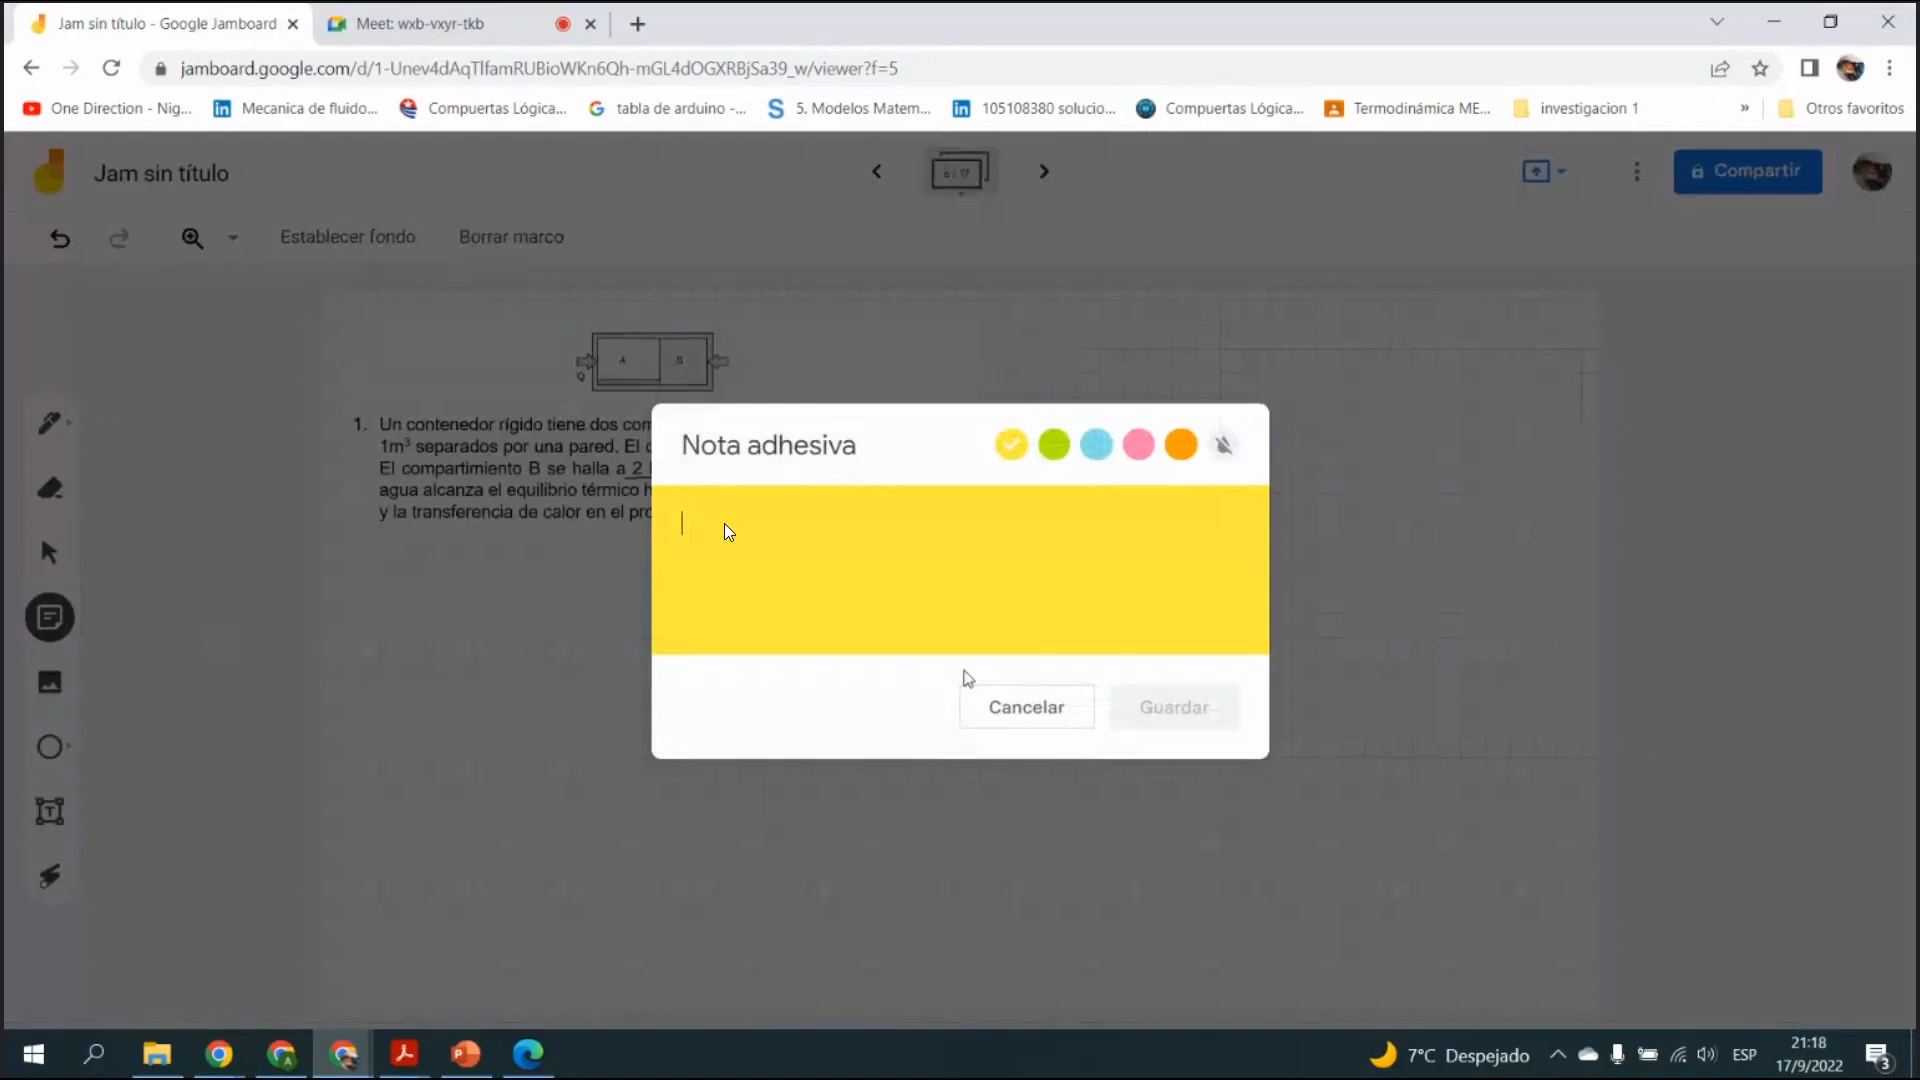 Jam sin título - Google Jamboard
Meet: wxb-vxyr-tkb
jamboard.google.com/d/1-Unev4dAqTlfamRUBioWKn6Qh-mGL4dOGXRBjSa39_w/viewer?f=5
One Direction - Nig...
Mecanica de fluido...
Compuertas Lógica...
tabla de arduino -...
5. Modelos Matem...
105108380 solucio...
Compuertas Lógica...
Termodinámica ME...
investigacion 1
»
Otros favoritos
Jam sin título
6 / 17
Compartir
Establecer fondo
Borrar marco
A
B
Q
1. Un contenedor rígido tiene dos com
1m³ separados por una pared. El c
El compartimiento B se halla a 2
agua alcanza el equilibrio térmico h
y la transferencia de calor en el pro
Nota adhesiva
Cancelar
Guardar
7°C Despejado
ESP
21:18
17/9/2022
3